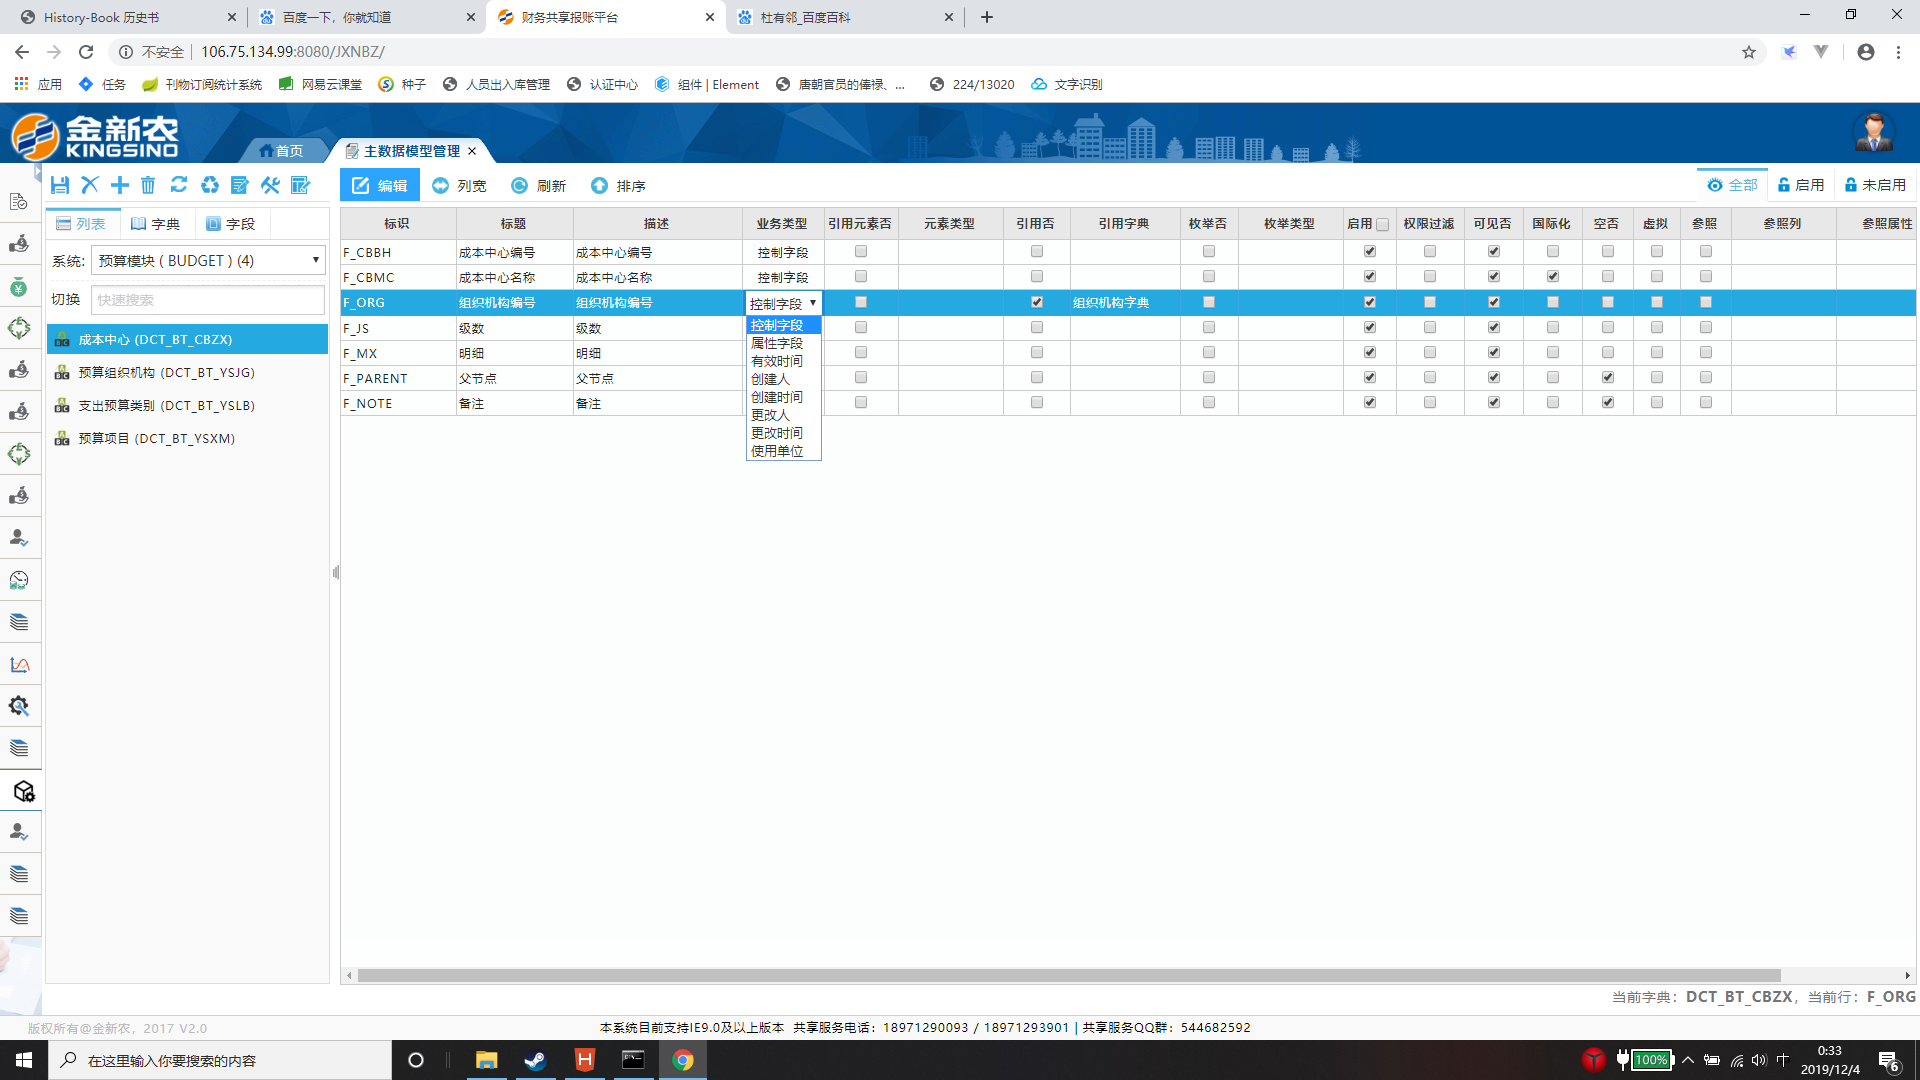 History-Book 历史书
百度一下，你就知道
财务共享报账平台
杜有邻_百度百科
不安全 106.75.134.99:8080/JXNBZ/
应用 任务 刊物订阅统计系统 网易云课堂 种子 人员出入库管理 认证中心 组件 | Element 唐朝官员的俸禄、... 224/13020 文字识别
金新农
KINGSINO
首页 主数据模型管理
编辑 列宽 刷新 排序 全部 启用 未启用
列表 字典 字段
系统: 预算模块 ( BUDGET ) (4)
切换 快速搜索
成本中心 (DCT_BT_CBZX)
预算组织机构 (DCT_BT_YSJG)
支出预算类别 (DCT_BT_YSLB)
预算项目 (DCT_BT_YSXM)
标识 标题 描述 业务类型 引用元素否 元素类型 引用否 引用字典 枚举否 枚举类型 启用 权限过滤 可见否 国际化 空否 虚拟 参照 参照列 参照属性
F_CBBH 成本中心编号 成本中心编号 控制字段
F_CBMC 成本中心名称 成本中心名称 控制字段
F_ORG 组织机构编号 组织机构编号 控制字段 组织机构字典
F_JS 级数 级数
F_MX 明细 明细
F_PARENT 父节点 父节点
F_NOTE 备注 备注
控制字段
属性字段
有效时间
创建人
创建时间
更改人
更改时间
使用单位
当前字典：DCT_BT_CBZX，当前行：F_ORG
版权所有@金新农，2017 V2.0
本系统目前支持IE9.0及以上版本 共享服务电话：18971290093 / 18971293901 | 共享服务QQ群：544682592
在这里输入你要搜索的内容
100%
中
0:33
2019/12/4
6